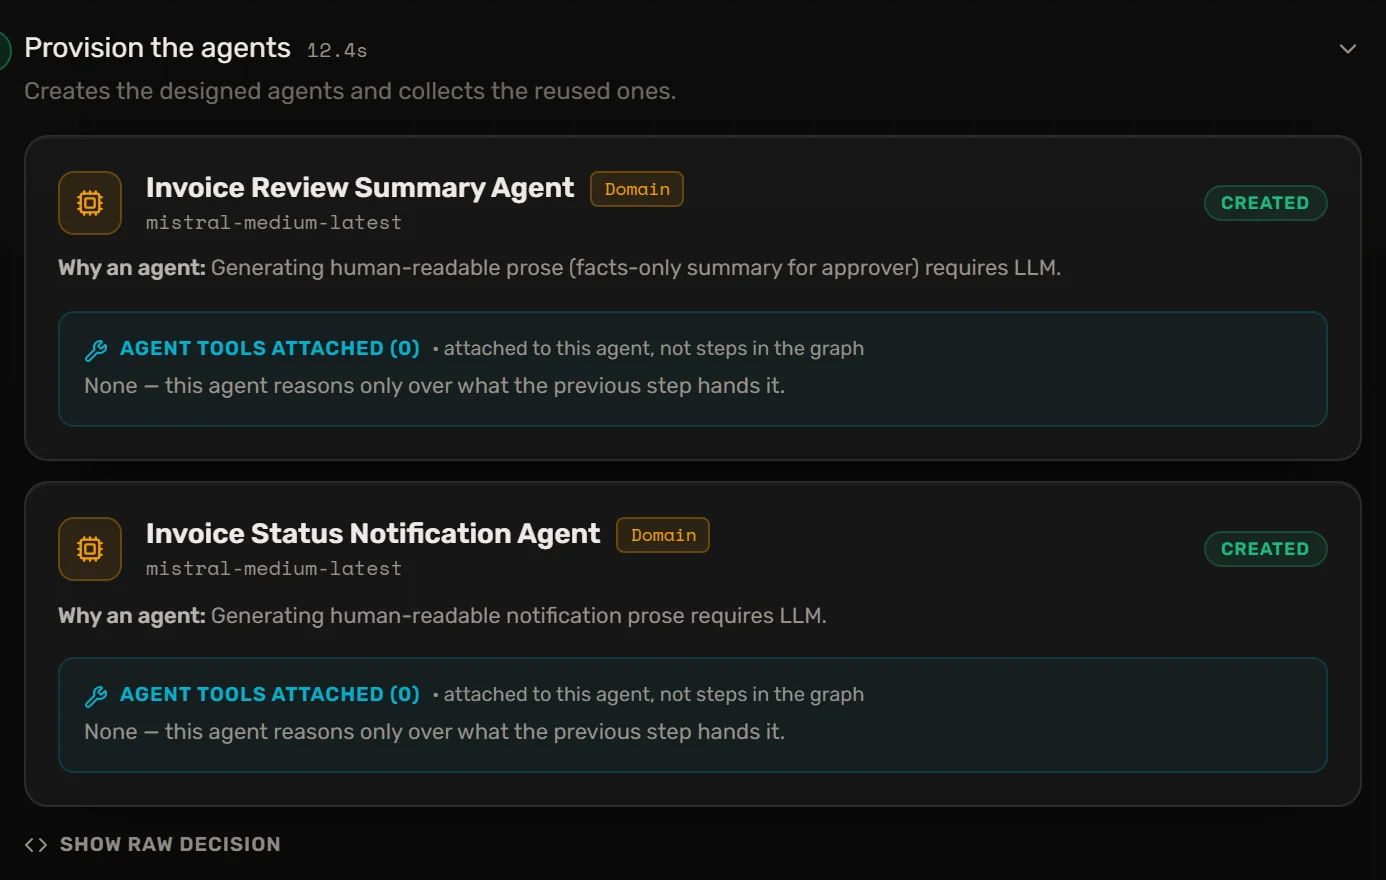 Provision the agents 12.4s
Creates the designed agents and collects the reused ones.
Invoice Review Summary Agent Domain
mistral-medium-latest
CREATED
Why an agent: Generating human-readable prose (facts-only summary for approver) requires LLM.
AGENT TOOLS ATTACHED (0) • attached to this agent, not steps in the graph
None — this agent reasons only over what the previous step hands it.
Invoice Status Notification Agent Domain
mistral-medium-latest
CREATED
Why an agent: Generating human-readable notification prose requires LLM.
AGENT TOOLS ATTACHED (0) • attached to this agent, not steps in the graph
None — this agent reasons only over what the previous step hands it.
<> SHOW RAW DECISION